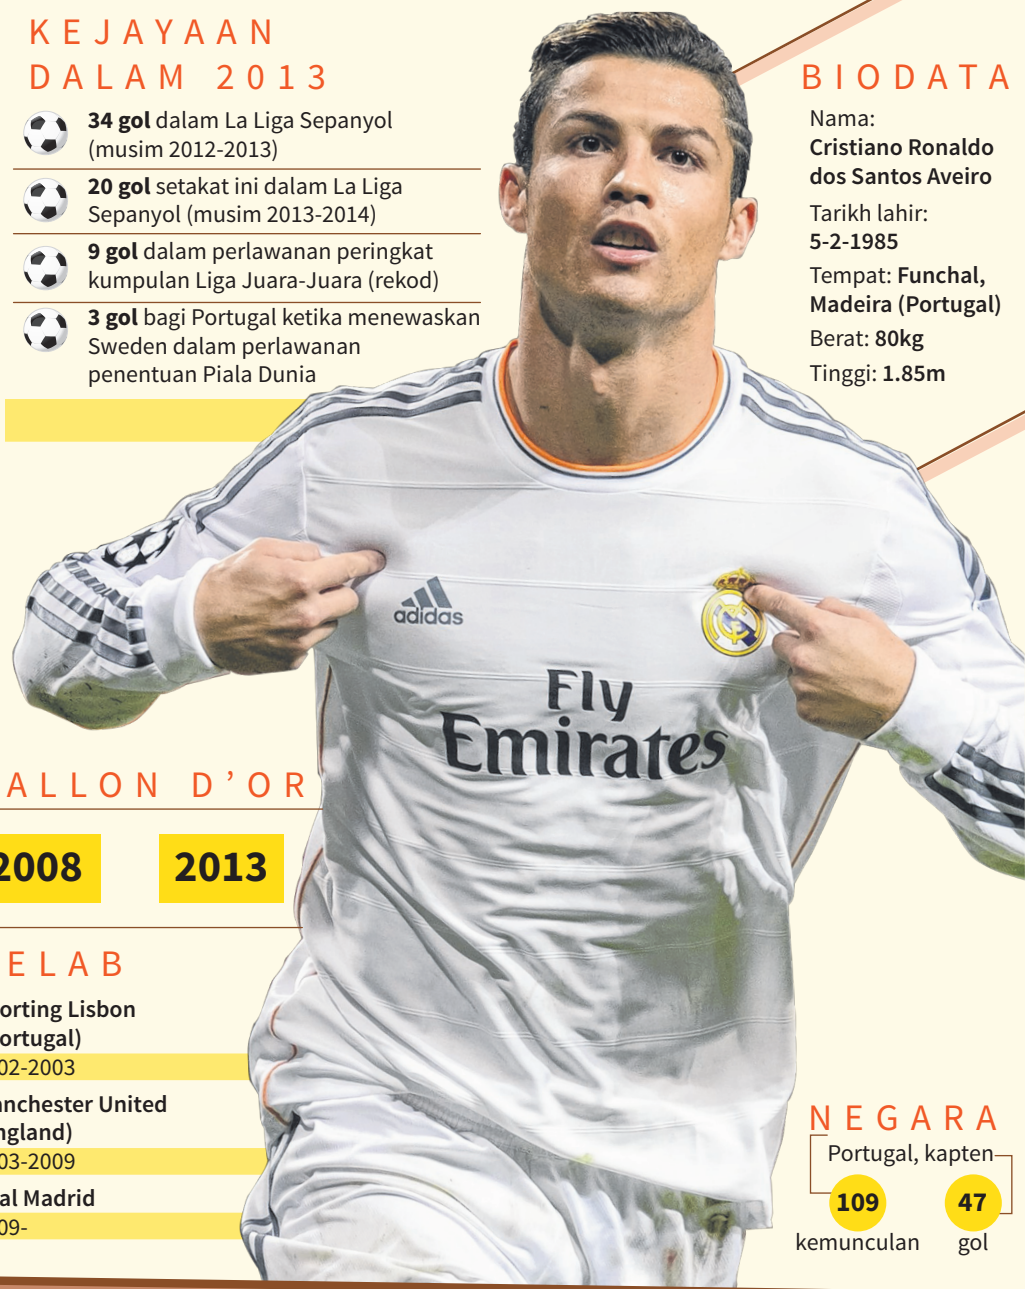 KEJAYAAN
DALAM 2013
34 gol dalam La Liga Sepanyol
(musim 2012-2013)
20 gol setakat ini dalam La Liga
Sepanyol (musim 2013-2014)
9 gol dalam perlawanan peringkat
kumpulan Liga Juara-Juara (rekod)
3 gol bagi Portugal ketika menewaskan
Sweden dalam perlawanan
penentuan Piala Dunia
BIODATA
Nama:
Cristiano Ronaldo
dos Santos Aveiro
Tarikh lahir:
5-2-1985
Tempat: Funchal,
Madeira (Portugal)
Berat: 80kg
Tinggi: 1.85m
adidas
Fly
Emirates
ALLON D’OR
2008
2013
ELAB
orting Lisbon
ortugal)
02-2003
anchester United
ngland)
03-2009
al Madrid
09-
NEGARA
Portugal, kapten
109
47
kemunculan
gol